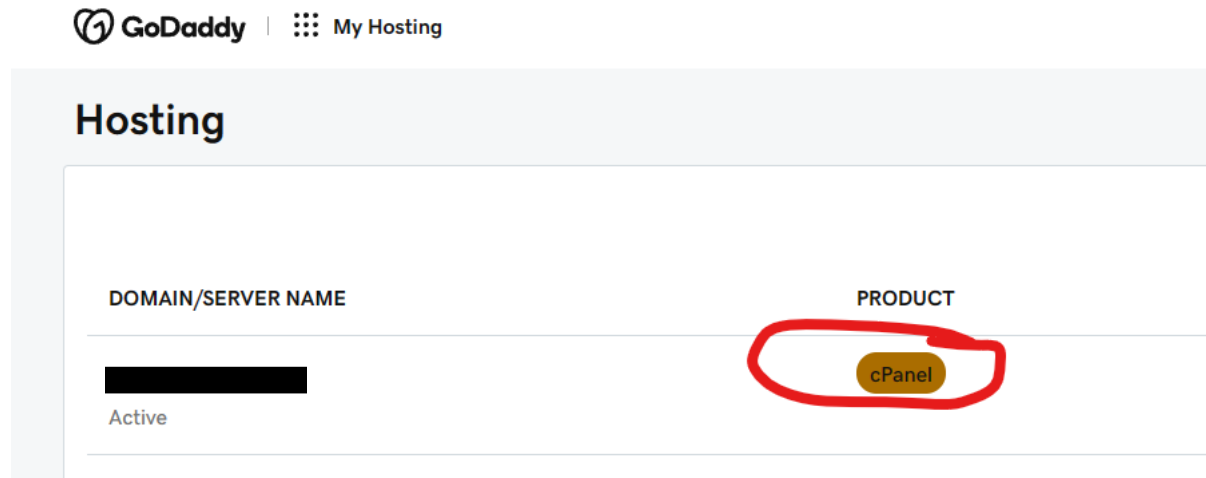 GoDaddy My Hosting
Hosting
DOMAIN/SERVER NAME PRODUCT
cPanel
Active